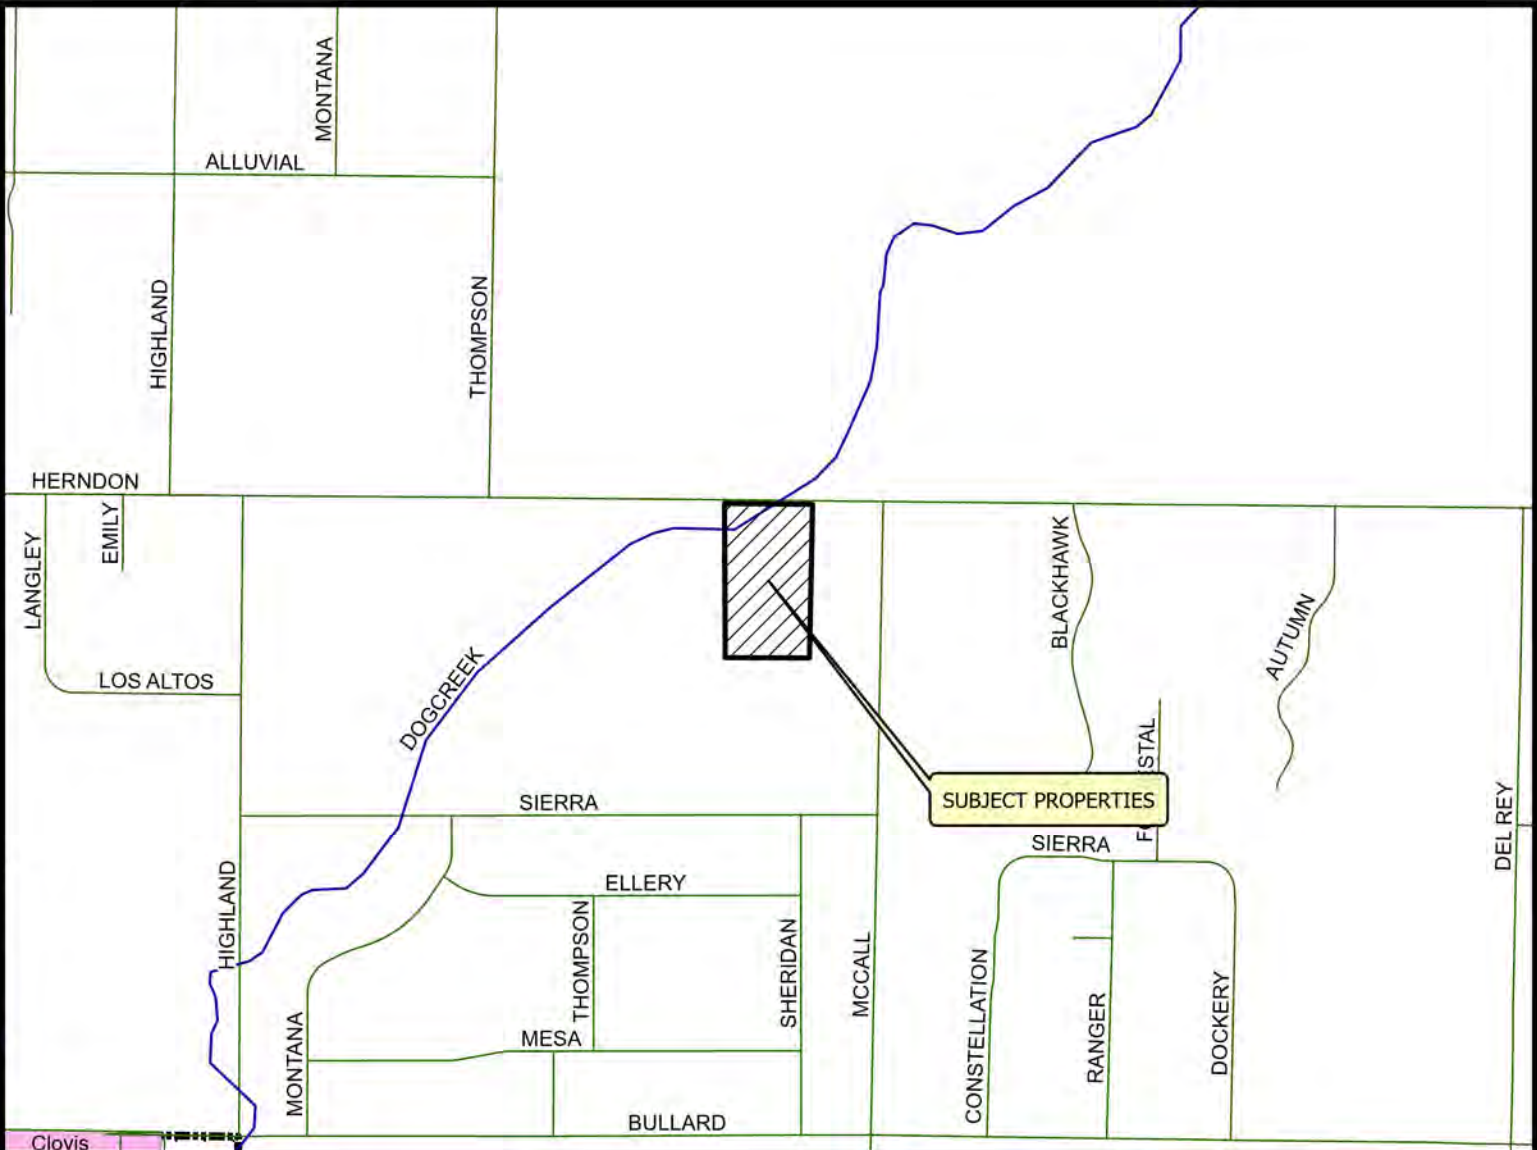 MONTANA
ALLUVIAL
HIGHLAND
THOMPSON
HERNDON
EMILY
LANGLEY
LOS ALTOS
DOGCREEK
BLACKHAWK
AUTUMN
SUBJECT PROPERTIES
SIERRA
SIERRA
DEL REY
HIGHLAND
ELLERY
THOMPSON
SHERIDAN
MCCALL
CONSTELLATION
RANGER
DOCKERY
MONTANA
MESA
BULLARD
Clovis